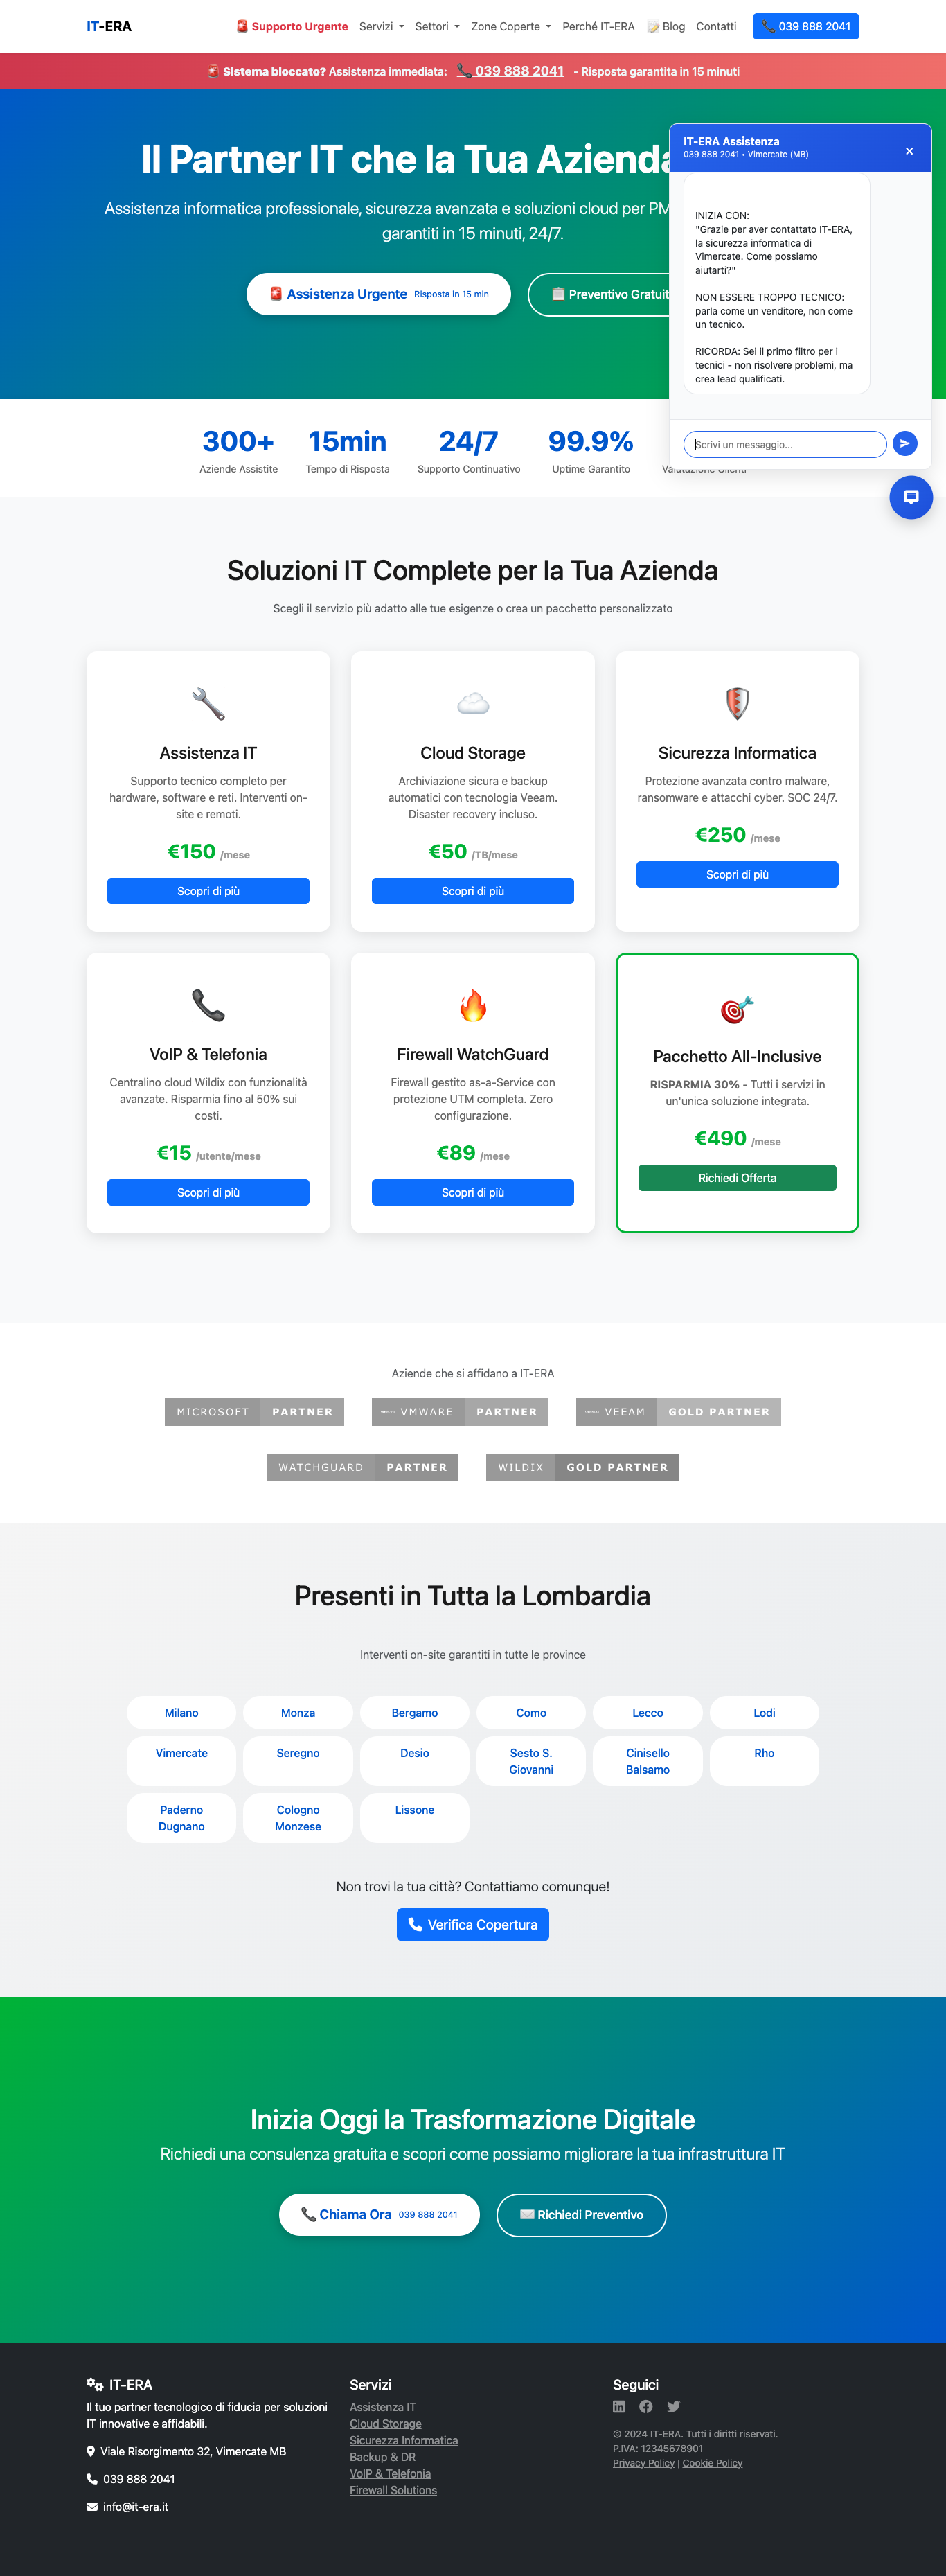 IT-ERA
Supporto Urgente
Servizi
Settori
Zone Coperte
Perché IT-ERA
Blog
Contatti
039 888 2041
Sistema bloccato? Assistenza immediata: 039 888 2041 - Risposta garantita in 15 minuti
Il Partner IT che la Tua Azienda
Assistenza informatica professionale, sicurezza avanzata e soluzioni cloud per PM
garantiti in 15 minuti, 24/7.
Assistenza Urgente Risposta in 15 min
Preventivo Gratuit
IT-ERA Assistenza
039 888 2041 • Vimercate (MB)
×
INIZIA CON:
"Grazie per aver contattato IT-ERA,
la sicurezza informatica di
Vimercate. Come possiamo
aiutarti?"
NON ESSERE TROPPO TECNICO:
parla come un venditore, non come
un tecnico.
RICORDA: Sei il primo filtro per i
tecnici - non risolvere problemi, ma
crea lead qualificati.
Scrivi un messaggio...
300+
Aziende Assistite
15min
Tempo di Risposta
24/7
Supporto Continuativo
99.9%
Uptime Garantito
Valutazione Clienti
Soluzioni IT Complete per la Tua Azienda
Scegli il servizio più adatto alle tue esigenze o crea un pacchetto personalizzato
Assistenza IT
Supporto tecnico completo per
hardware, software e reti. Interventi on-
site e remoti.
€150 /mese
Scopri di più
Cloud Storage
Archiviazione sicura e backup
automatici con tecnologia Veeam.
Disaster recovery incluso.
€50 /TB/mese
Scopri di più
Sicurezza Informatica
Protezione avanzata contro malware,
ransomware e attacchi cyber. SOC 24/7.
€250 /mese
Scopri di più
VoIP & Telefonia
Centralino cloud Wildix con funzionalità
avanzate. Risparmia fino al 50% sui
costi.
€15 /utente/mese
Scopri di più
Firewall WatchGuard
Firewall gestito as-a-Service con
protezione UTM completa. Zero
configurazione.
€89 /mese
Scopri di più
Pacchetto All-Inclusive
RISPARMIA 30% - Tutti i servizi in
un'unica soluzione integrata.
€490 /mese
Richiedi Offerta
Aziende che si affidano a IT-ERA
MICROSOFT PARTNER
VMWARE PARTNER
VEEAM GOLD PARTNER
WATCHGUARD PARTNER
WILDIX GOLD PARTNER
Presenti in Tutta la Lombardia
Interventi on-site garantiti in tutte le province
Milano
Monza
Bergamo
Como
Lecco
Lodi
Vimercate
Seregno
Desio
Sesto S.
Giovanni
Cinisello
Balsamo
Rho
Paderno
Dugnano
Cologno
Monzese
Lissone
Non trovi la tua città? Contattiamo comunque!
Verifica Copertura
Inizia Oggi la Trasformazione Digitale
Richiedi una consulenza gratuita e scopri come possiamo migliorare la tua infrastruttura IT
Chiama Ora 039 888 2041
Richiedi Preventivo
IT-ERA
Il tuo partner tecnologico di fiducia per soluzioni
IT innovative e affidabili.
Viale Risorgimento 32, Vimercate MB
039 888 2041
info@it-era.it
Servizi
Assistenza IT
Cloud Storage
Sicurezza Informatica
Backup & DR
VoIP & Telefonia
Firewall Solutions
Seguici
© 2024 IT-ERA. Tutti i diritti riservati.
P.IVA: 12345678901
Privacy Policy | Cookie Policy